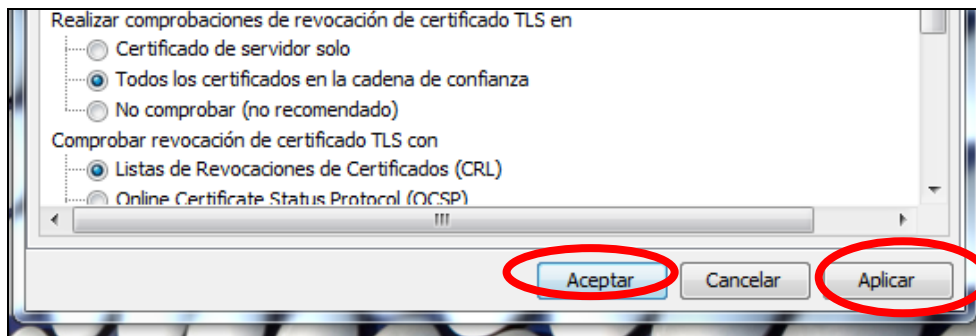 Realizar comprobaciones de revocación de certificado TLS en
Certificado de servidor solo
Todos los certificados en la cadena de confianza
No comprobar (no recomendado)
Comprobar revocación de certificado TLS con
Listas de Revocaciones de Certificados (CRL)
Online Certificate Status Protocol (OCSP)
Aceptar Cancelar Aplicar